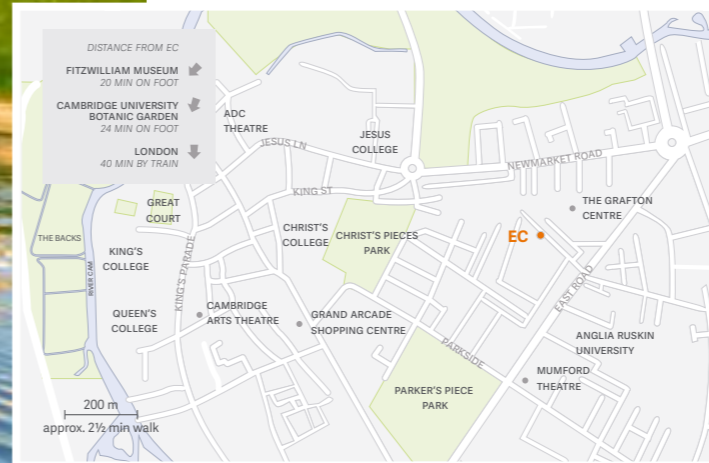 DISTANCE FROM EC
FITZWILLIAM MUSEUM
20 MIN ON FOOT
CAMBRIDGE UNIVERSITY
BOTANIC GARDEN
24 MIN ON FOOT
LONDON
40 MIN BY TRAIN
ADC
THEATRE
JESUS LN
JESUS
COLLEGE
NEWMARKET ROAD
KING ST
GREAT
COURT
THE GRAFTON
CENTRE
THE BACKS
KING'S
COLLEGE
RIVER CAM
KING'S PARADE
CHRIST'S
COLLEGE
CHRIST'S PIECES
PARK
EC
EAST ROAD
QUEEN'S
COLLEGE
CAMBRIDGE
ARTS THEATRE
GRAND ARCADE
SHOPPING CENTRE
PARKSIDE
ANGLIA RUSKIN
UNIVERSITY
MUMFORD
THEATRE
PARKER'S PIECE
PARK
200 m
approx. 2½ min walk